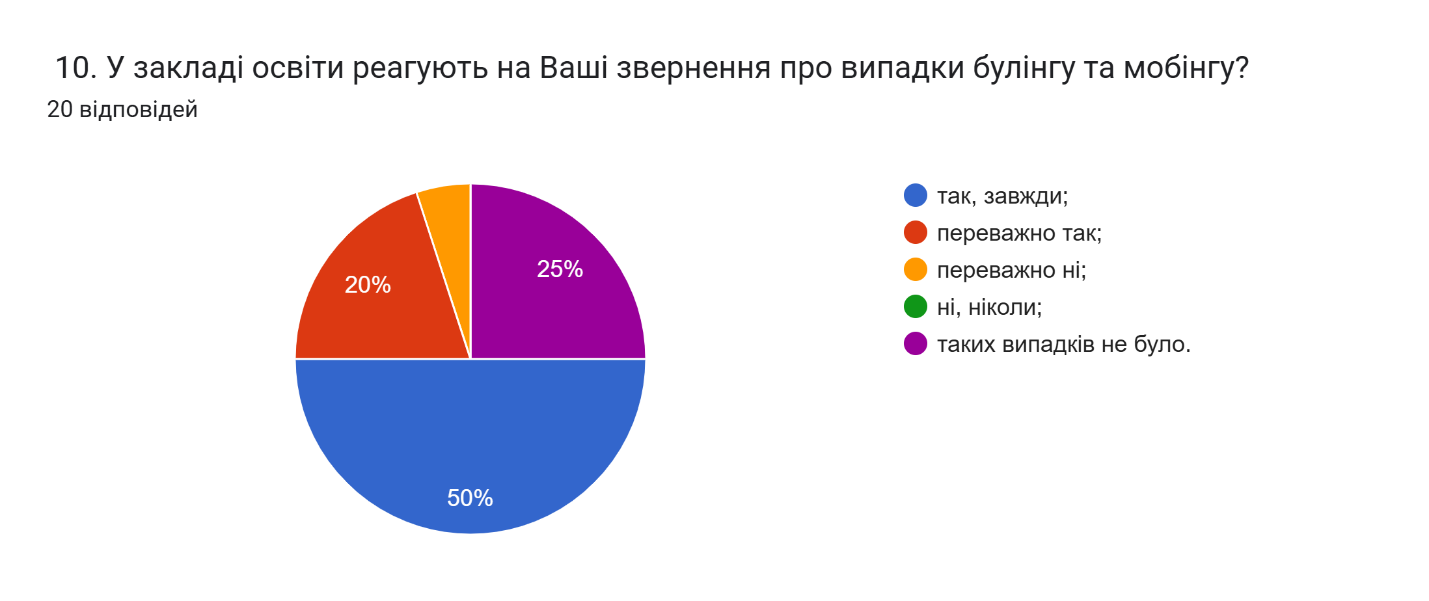 10. У закладі освіти реагують на Ваші звернення про випадки булінгу та мобінгу?
20 відповідей
25%
20%
50%
так, завжди;
переважно так;
переважно ні;
ні, ніколи;
таких випадків не було.